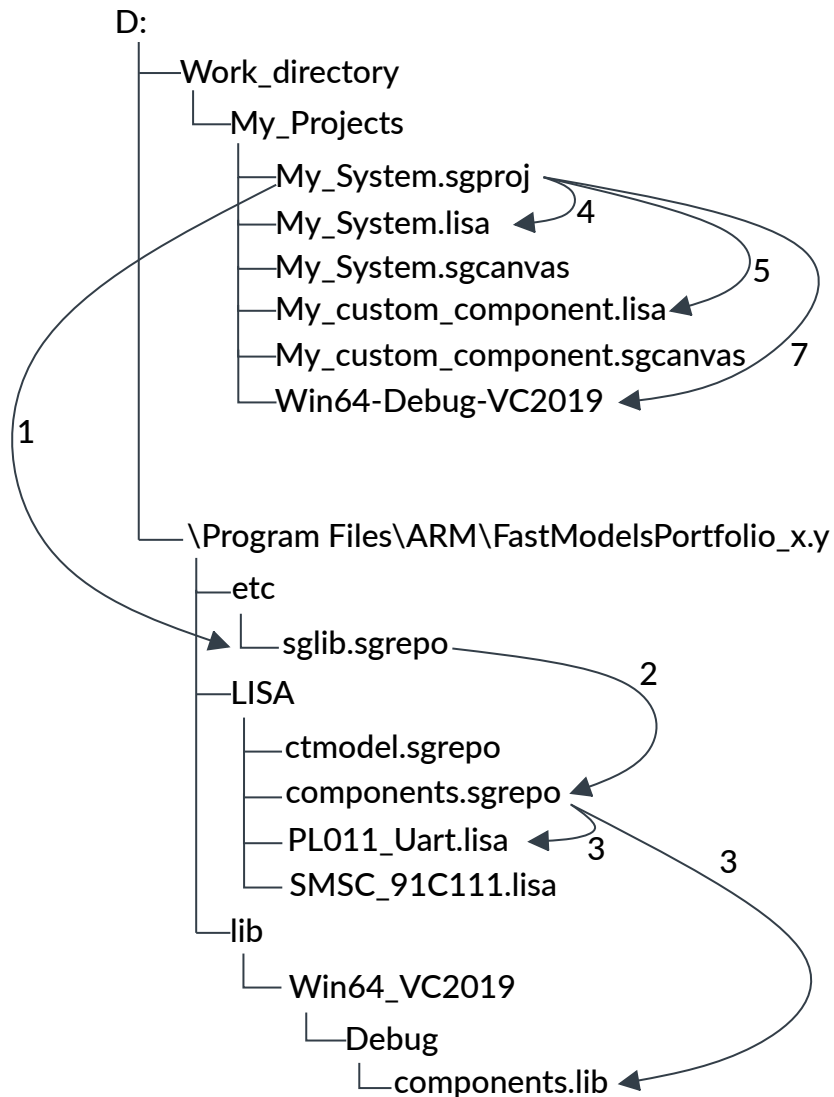 D:
Work_directory
My_Projects
My_System.sgproj
My_System.lisa
4
My_System.sgcanvas
5
My_custom_component.lisa
My_custom_component.sgcanvas
7
Win64-Debug-VC2019
1
\Program Files\ARM\FastModelsPortfolio_x.y
etc
sglib.sgrepo
2
LISA
ctmodel.sgrepo
components.sgrepo
PL011_Uart.lisa
3
3
SMSC_91C111.lisa
lib
Win64_VC2019
Debug
components.lib